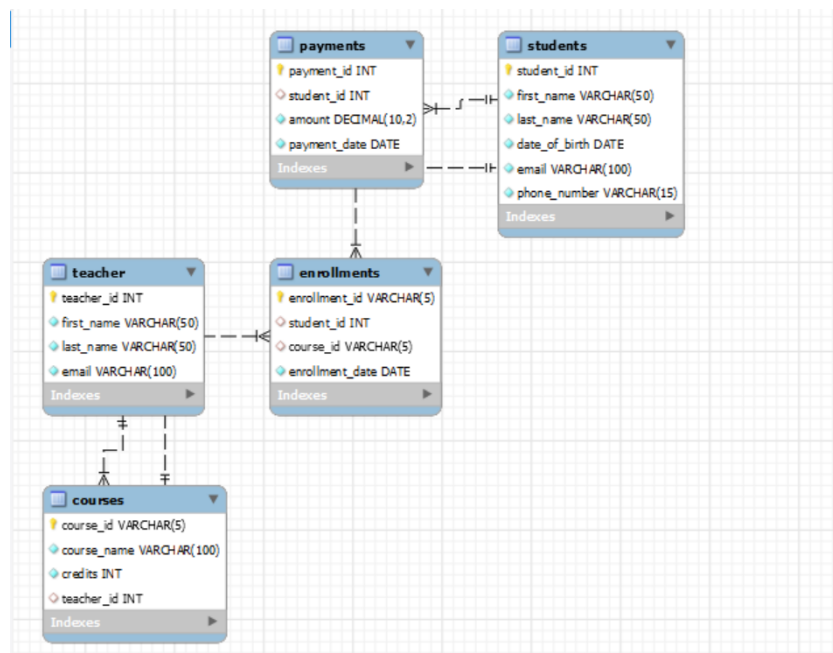 payments
payment_id INT
student_id INT
amount DECIMAL(10,2)
payment_date DATE
Indexes
students
student_id INT
first_name VARCHAR(50)
last_name VARCHAR(50)
date_of_birth DATE
email VARCHAR(100)
phone_number VARCHAR(15)
Indexes
teacher
teacher_id INT
first_name VARCHAR(50)
last_name VARCHAR(50)
email VARCHAR(100)
Indexes
enrollments
enrollment_id VARCHAR(5)
student_id INT
course_id VARCHAR(5)
enrollment_date DATE
Indexes
courses
course_id VARCHAR(5)
course_name VARCHAR(100)
credits INT
teacher_id INT
Indexes